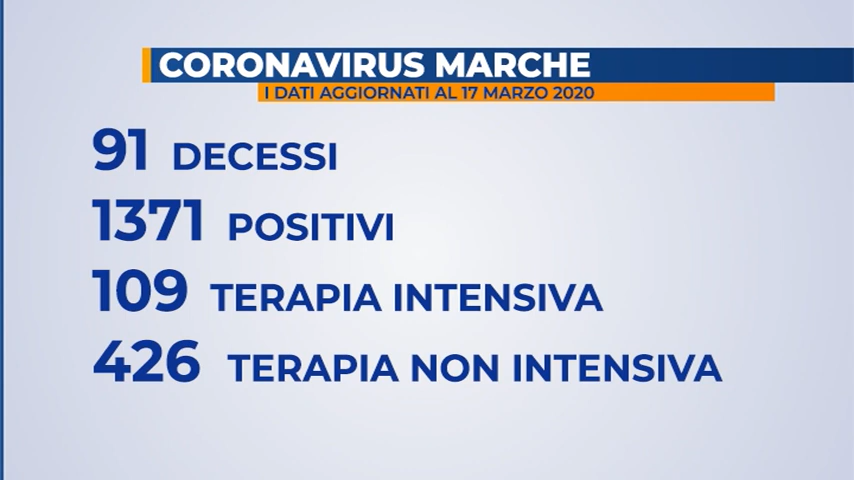 CORONAVIRUS MARCHE
I DATI AGGIORNATI AL 17 MARZO 2020
91 DECESSI
1371 POSITIVI
109 TERAPIA INTENSIVA
426 TERAPIA NON INTENSIVA